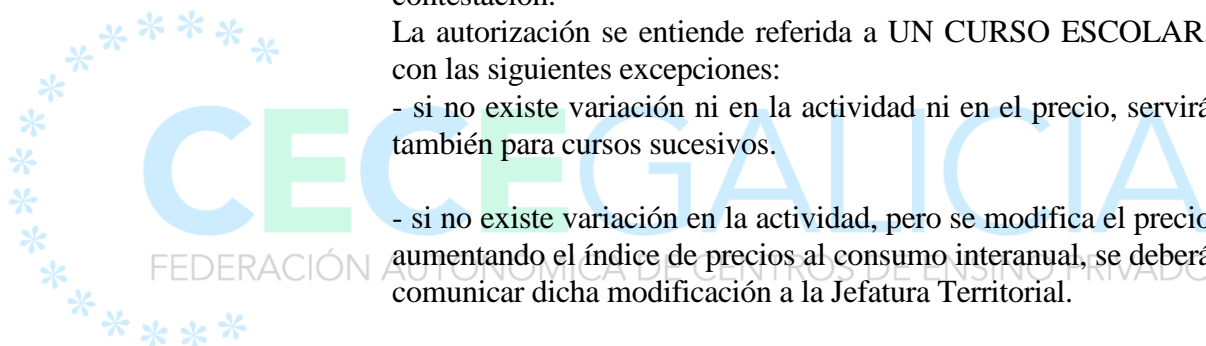 contestación.
La autorización se entiende referida a UN CURSO ESCOLAR,
con las siguientes excepciones:
- si no existe variación ni en la actividad ni en el precio, servirá
también para cursos sucesivos.
CECEGALICIA
- si no existe variación en la actividad, pero se modifica el precio
aumentando el índice de precios al consumo interanual, se deberá
FEDERACIÓN AUTONÓMICA DE CENTROS DE ENSINO PRIVADO
comunicar dicha modificación a la Jefatura Territorial.